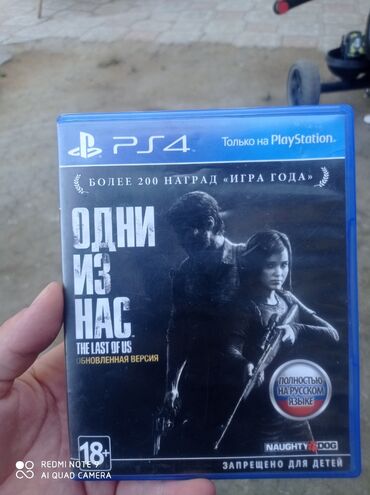 PS4
Только на PlayStation.
БОЛЕЕ 200 НАГРАД «ИГРА ГОДА»
ОДНИ
ИЗ
НАС
THE LAST OF US
ОБНОВЛЕННАЯ ВЕРСИЯ
ПОЛНОСТЬЮ
НА РУССКОМ
ЯЗЫКЕ
18+
NAUGHTY DOG
ЗАПРЕЩЕНО ДЛЯ ДЕТЕЙ
REDMI NOTE 9
AI QUAD CAMERA